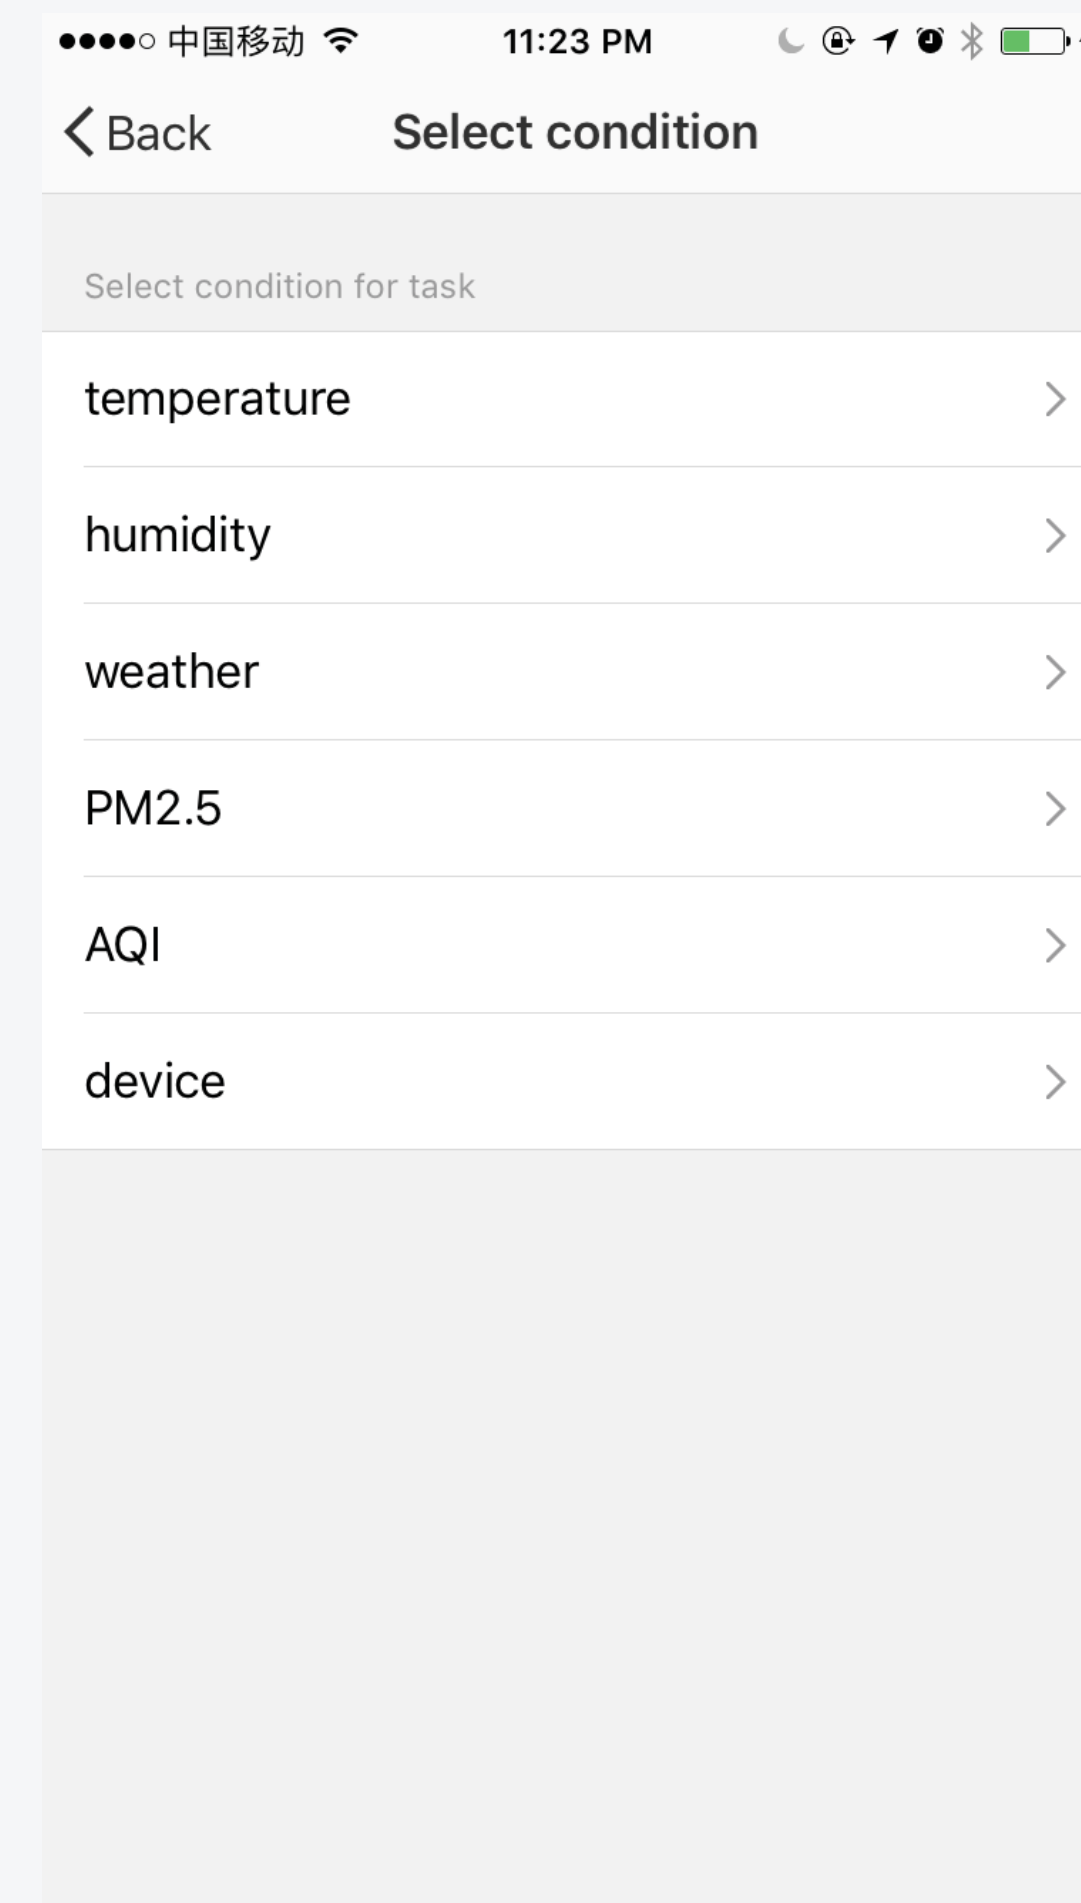 中国移动 11:23 PM
Back Select condition
Select condition for task
temperature
humidity
weather
PM2.5
AQI
device